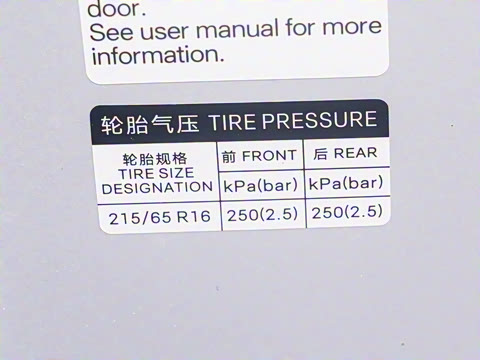 door.
See user manual for more
information.
轮胎气压 TIRE PRESSURE
轮胎规格
TIRE SIZE
DESIGNATION
前 FRONT
后 REAR
kPa(bar)
kPa(bar)
215/65 R16
250(2.5)
250(2.5)